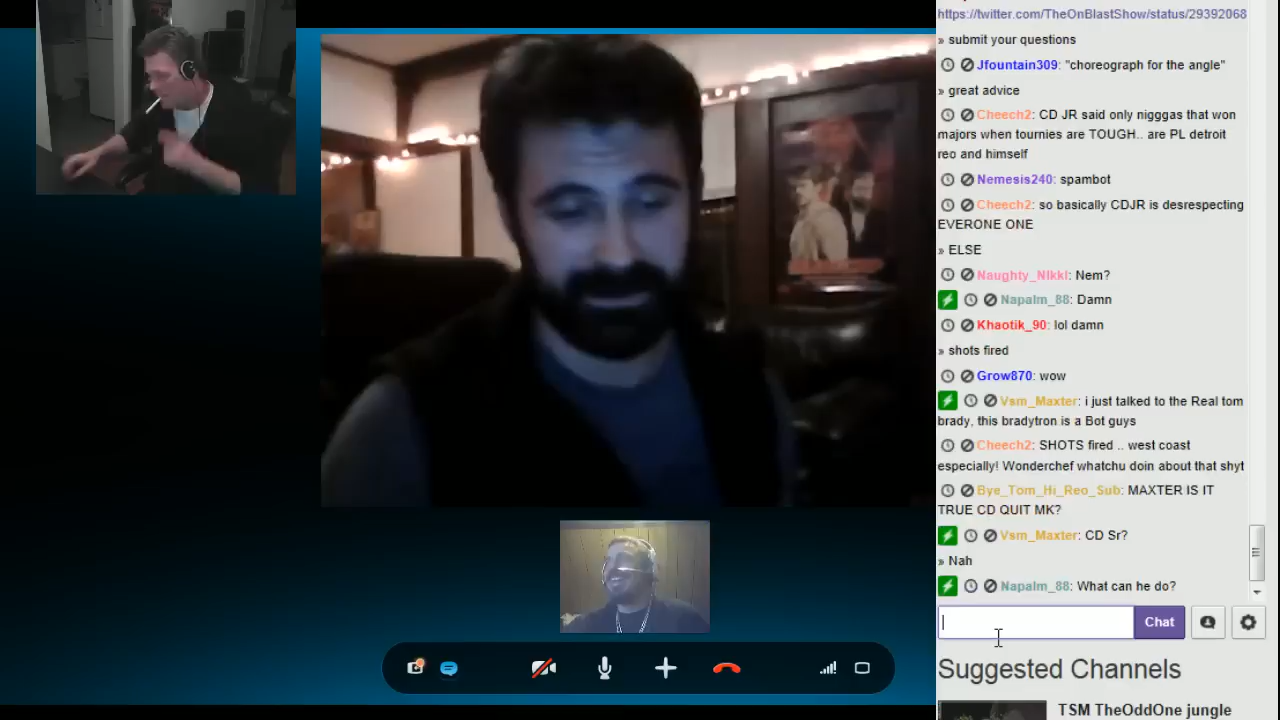 https://twitter.com/TheOnBlastShow/status/29392068
» submit your questions
Jfountain309: "choreograph for the angle"
» great advice
Cheech2: CD JR said only nigggas that won
majors when tournies are TOUGH.. are PL detroit
reo and himself
Nemesis240: spambot
Cheech2: so basically CDJR is desrespecting
EVERONE ONE
» ELSE
Naughty_NIkkI: Nem?
Napalm_88: Damn
Khaotik_90: lol damn
» shots fired
Grow870: wow
Vsm_Maxter: i just talked to the Real tom
brady, this bradytron is a Bot guys
Cheech2: SHOTS fired .. west coast
especially! Wonderchef whatchu doin about that shyt
Bye_Tom_Hi_Reo_Sub: MAXTER IS IT
TRUE CD QUIT MK?
Vsm_Maxter: CD Sr?
» Nah
Napalm_88: What can he do?
Chat
Suggested Channels
TSM TheOddOne jungle